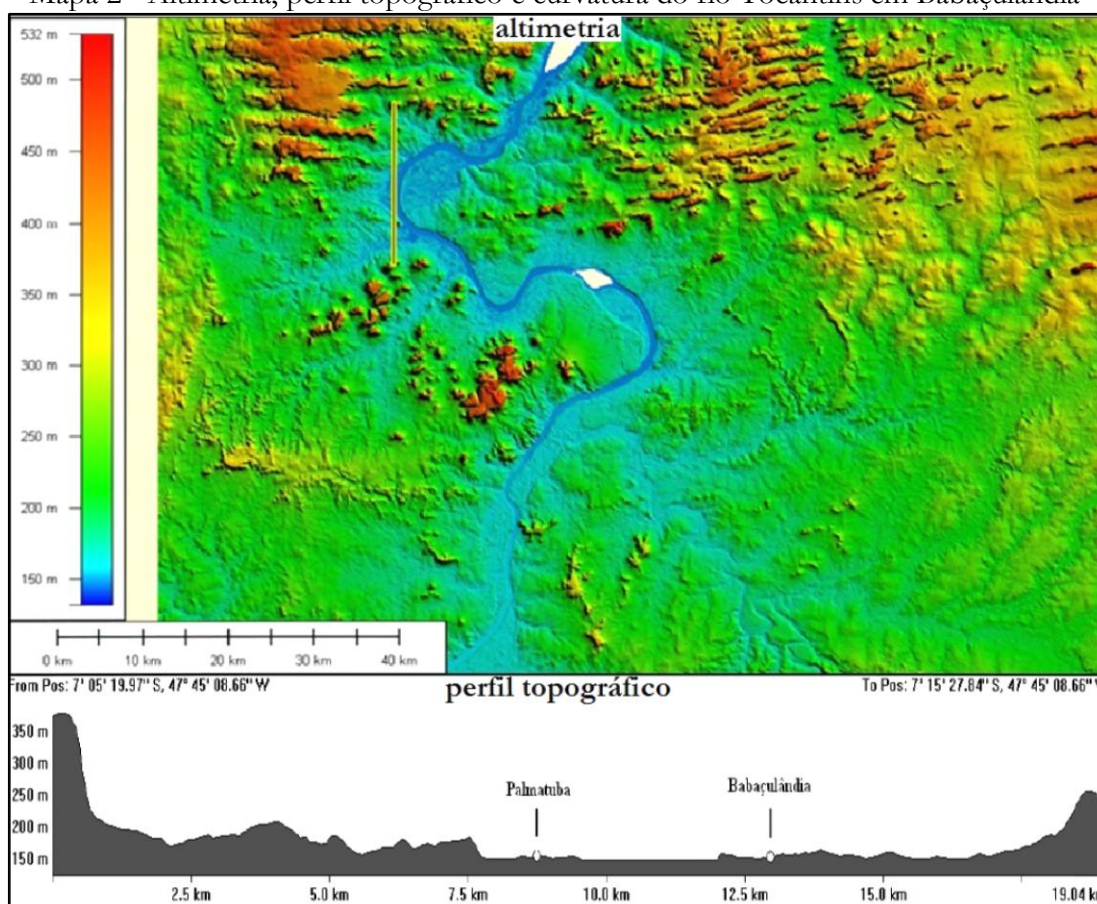 Mapa 2 - Altimetria, perfil topográfico e curvatura do rio Tocantins em Babaçulândia
altimetria
532 m
500 m
450 m
400 m
350 m
300 m
250 m
200 m
150 m
0 km 10 km 20 km 30 km 40 km
From Pos: 7° 05' 19.97" S, 47° 45' 08.66" W
perfil topográfico
To Pos: 7° 15' 27.84" S, 47° 45' 08.66"
350 m
300 m
250 m
200 m
150 m
Palmatuba
Babaçulândia
2.5 km 5.0 km 7.5 km 10.0 km 12.5 km 15.0 km 19.04 km